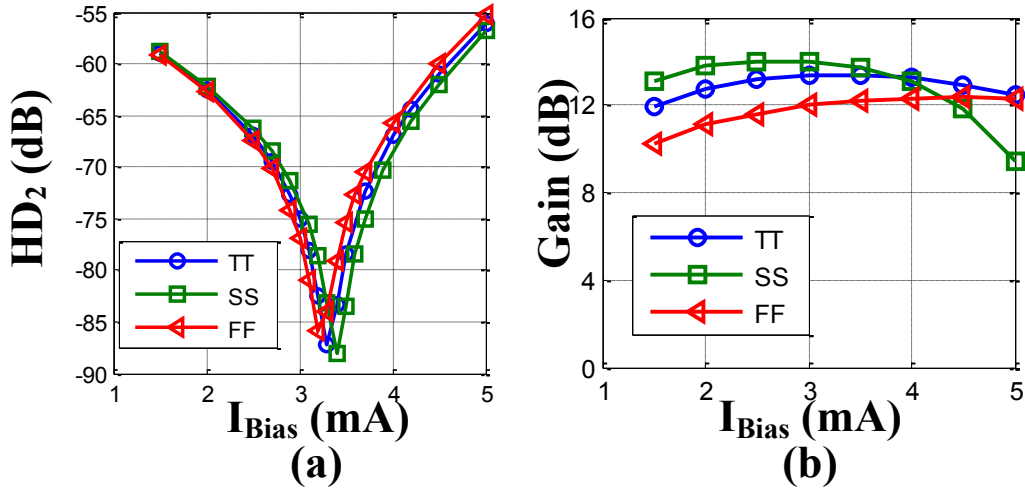 HD2 (dB)
-55
-60
-65
-70
-75
-80
-85
-90
TT
SS
FF
1 2 3 4 5
IBias (mA)
(a)
Gain (dB)
16
12
8
4
0
TT
SS
FF
1 2 3 4 5
IBias (mA)
(b)